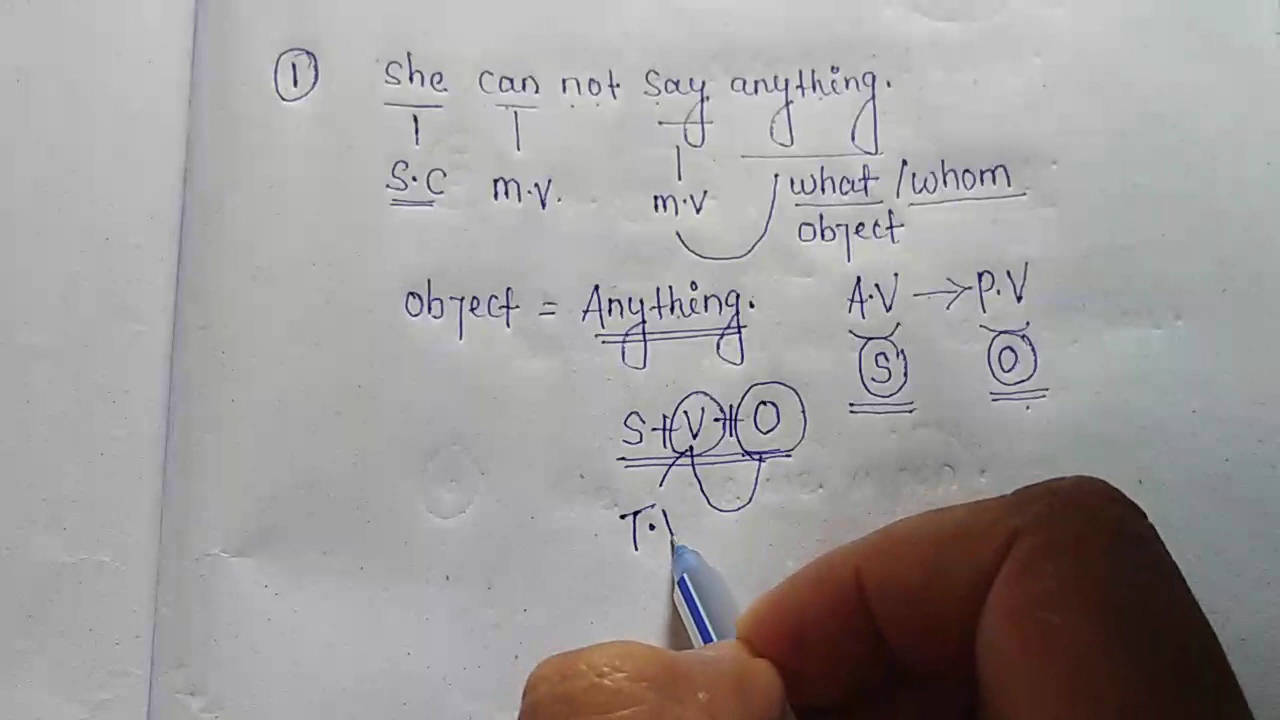 ① she can not say anything.
S.C m.v. m.v what / whom
object
object = Anything. A.V → P.V
S O
S+V+O
T.V